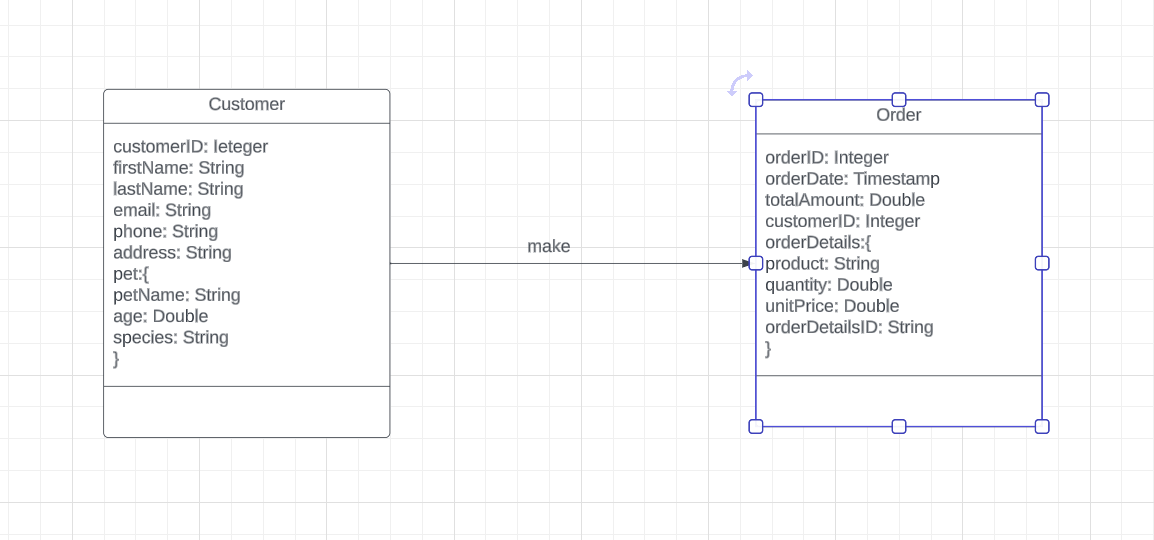 Customer
customerID: Ieteger
firstName: String
lastName: String
email: String
phone: String
address: String
pet:{
petName: String
age: Double
species: String
}
make
Order
orderID: Integer
orderDate: Timestamp
totalAmount: Double
customerID: Integer
orderDetails:{
product: String
quantity: Double
unitPrice: Double
orderDetailsID: String
}